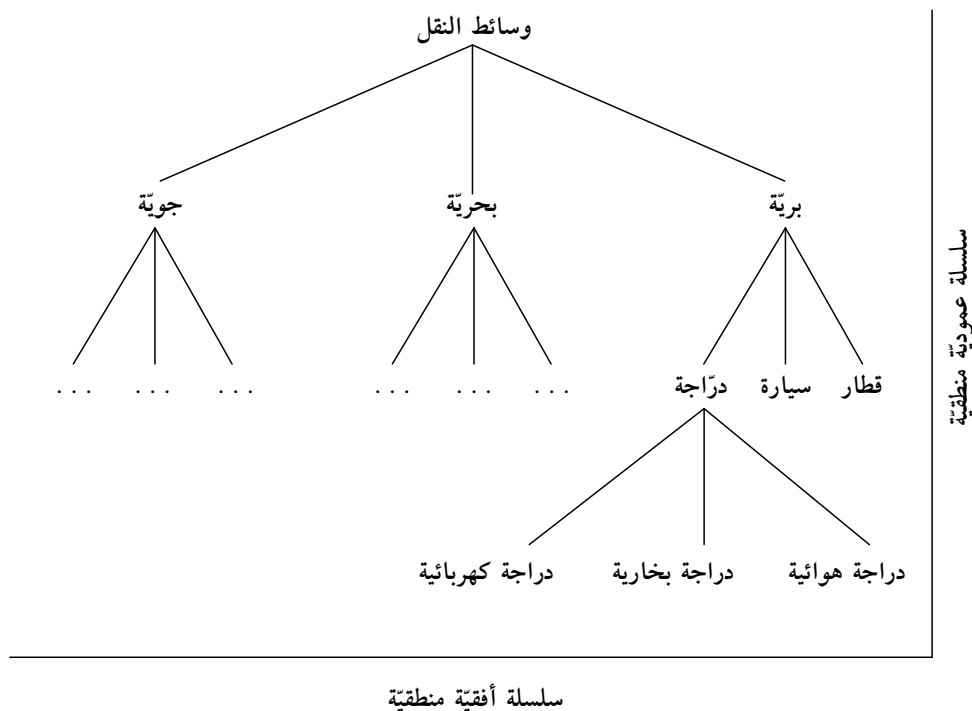 وسائط النقل
بريّة بحريّة جويّة
قطار سيارة درّاجة ... ... ... ... ... ...
دراجة هوائية دراجة بخارية دراجة كهربائية
سلسلة عموديّة منطقيّة
سلسلة أفقيّة منطقيّة